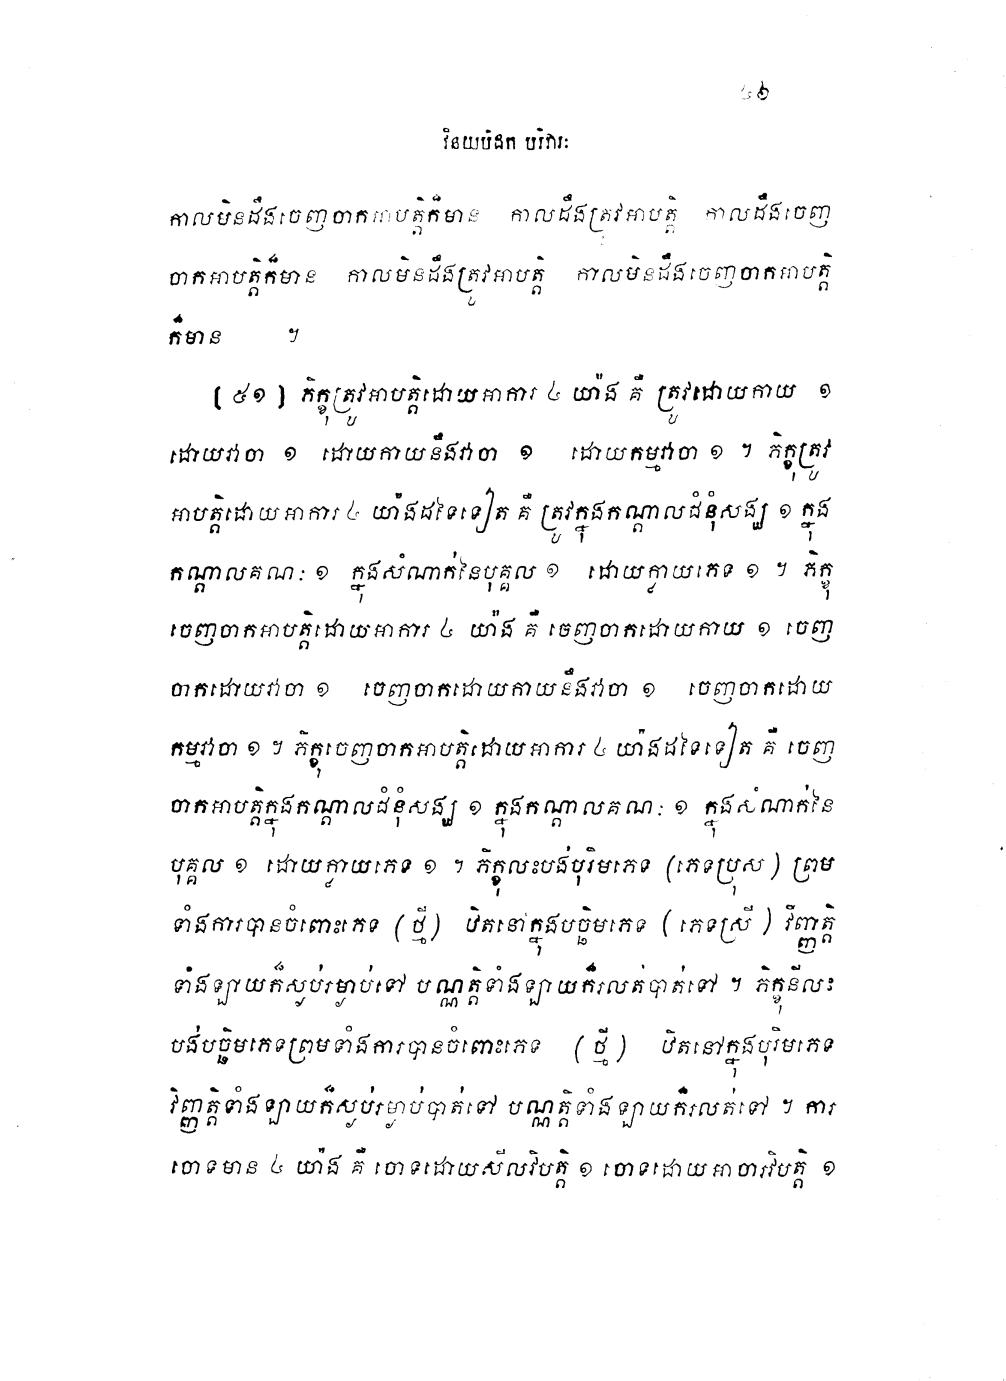 ៤៦
វិនយបិដក បរិវារៈ
កាលមិនដឹងចេញចាកអាបត្តិក៏មាន កាលដឹងត្រូវអាបត្តិ កាលដឹងចេញ
ចាកអាបត្តិក៏មាន កាលមិនដឹងត្រូវអាបត្តិ កាលមិនដឹងចេញចាកអាបត្តិ
ក៏មាន ។
[៥១] ភិក្ខុត្រូវអាបត្តិដោយអាការ ៤ យ៉ាង គឺ ត្រូវដោយកាយ ១
ដោយវាចា ១ ដោយកាយនឹងវាចា ១ ដោយកម្មវាចា ១ ។ ភិក្ខុត្រូវ
អាបត្តិដោយអាការ ៤ យ៉ាងដទៃទៀត គឺ ត្រូវក្នុងកណ្តាលជំនុំសង្ឃ ១ ក្នុង
កណ្តាលគណៈ ១ ក្នុងសំណាក់នៃបុគ្គល ១ ដោយក្លាយភេទ ១ ។ ភិក្ខុ
ចេញចាកអាបត្តិដោយអាការ ៤ យ៉ាង គឺ ចេញចាកដោយកាយ ១ ចេញ
ចាកដោយវាចា ១ ចេញចាកដោយកាយនឹងវាចា ១ ចេញចាកដោយ
កម្មវាចា ១ ។ ភិក្ខុចេញចាកអាបត្តិដោយអាការ ៤ យ៉ាងដទៃទៀត គឺ ចេញ
ចាកអាបត្តិក្នុងកណ្តាលជំនុំសង្ឃ ១ ក្នុងកណ្តាលគណៈ ១ ក្នុងសំណាក់នៃ
បុគ្គល ១ ដោយក្លាយភេទ ១ ។ ភិក្ខុលះបង់បុរិមភេទ (ភេទប្រុស) ព្រម
ទាំងការបានចំពោះភេទ (ថ្មី) ឋិតនៅក្នុងបច្ឆិមភេទ (ភេទស្រី) វិញ្ញត្តិ
ទាំងឡាយក៏ស្ងប់រម្ងាប់ទៅ បណ្ណត្តិទាំងឡាយក៏រលត់បាត់ទៅ ។ ភិក្ខុនីលះ
បង់បច្ឆិមភេទព្រមទាំងការបានចំពោះភេទ (ថ្មី) ឋិតនៅក្នុងបុរិមភេទ
វិញ្ញត្តិទាំងឡាយក៏ស្ងប់រម្ងាប់បាត់ទៅ បណ្ណត្តិទាំងឡាយក៏រលត់ទៅ ។ ការ
ចោទមាន ៤ យ៉ាង គឺ ចោទដោយសីលវិបត្តិ ១ ចោទដោយអាចារវិបត្តិ ១